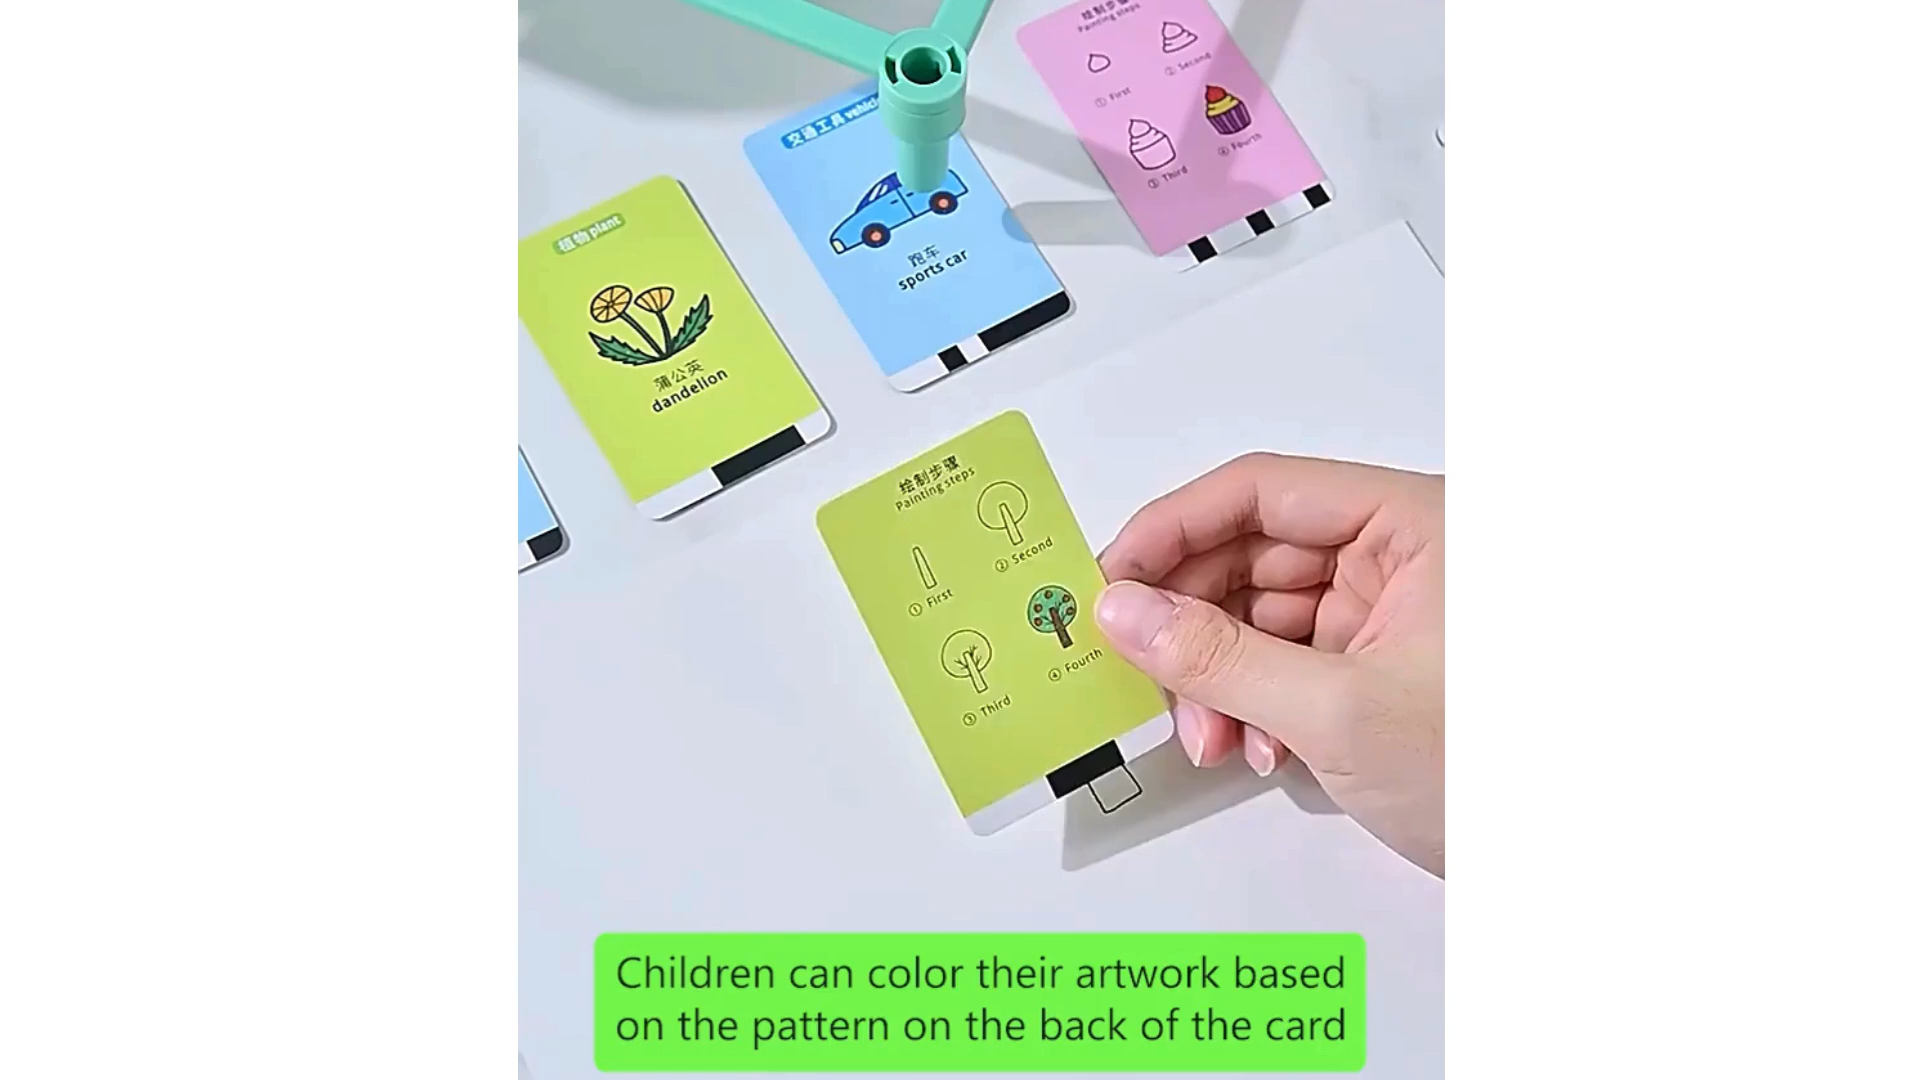 绘制步骤
Painting steps
① First
② Second
③ Third
④ Fourth
交通工具 vehicle
跑车
sports car
植物 plant
蒲公英
dandelion
绘制步骤
Painting steps
① First
② Second
③ Third
④ Fourth
Children can color their artwork based
on the pattern on the back of the card